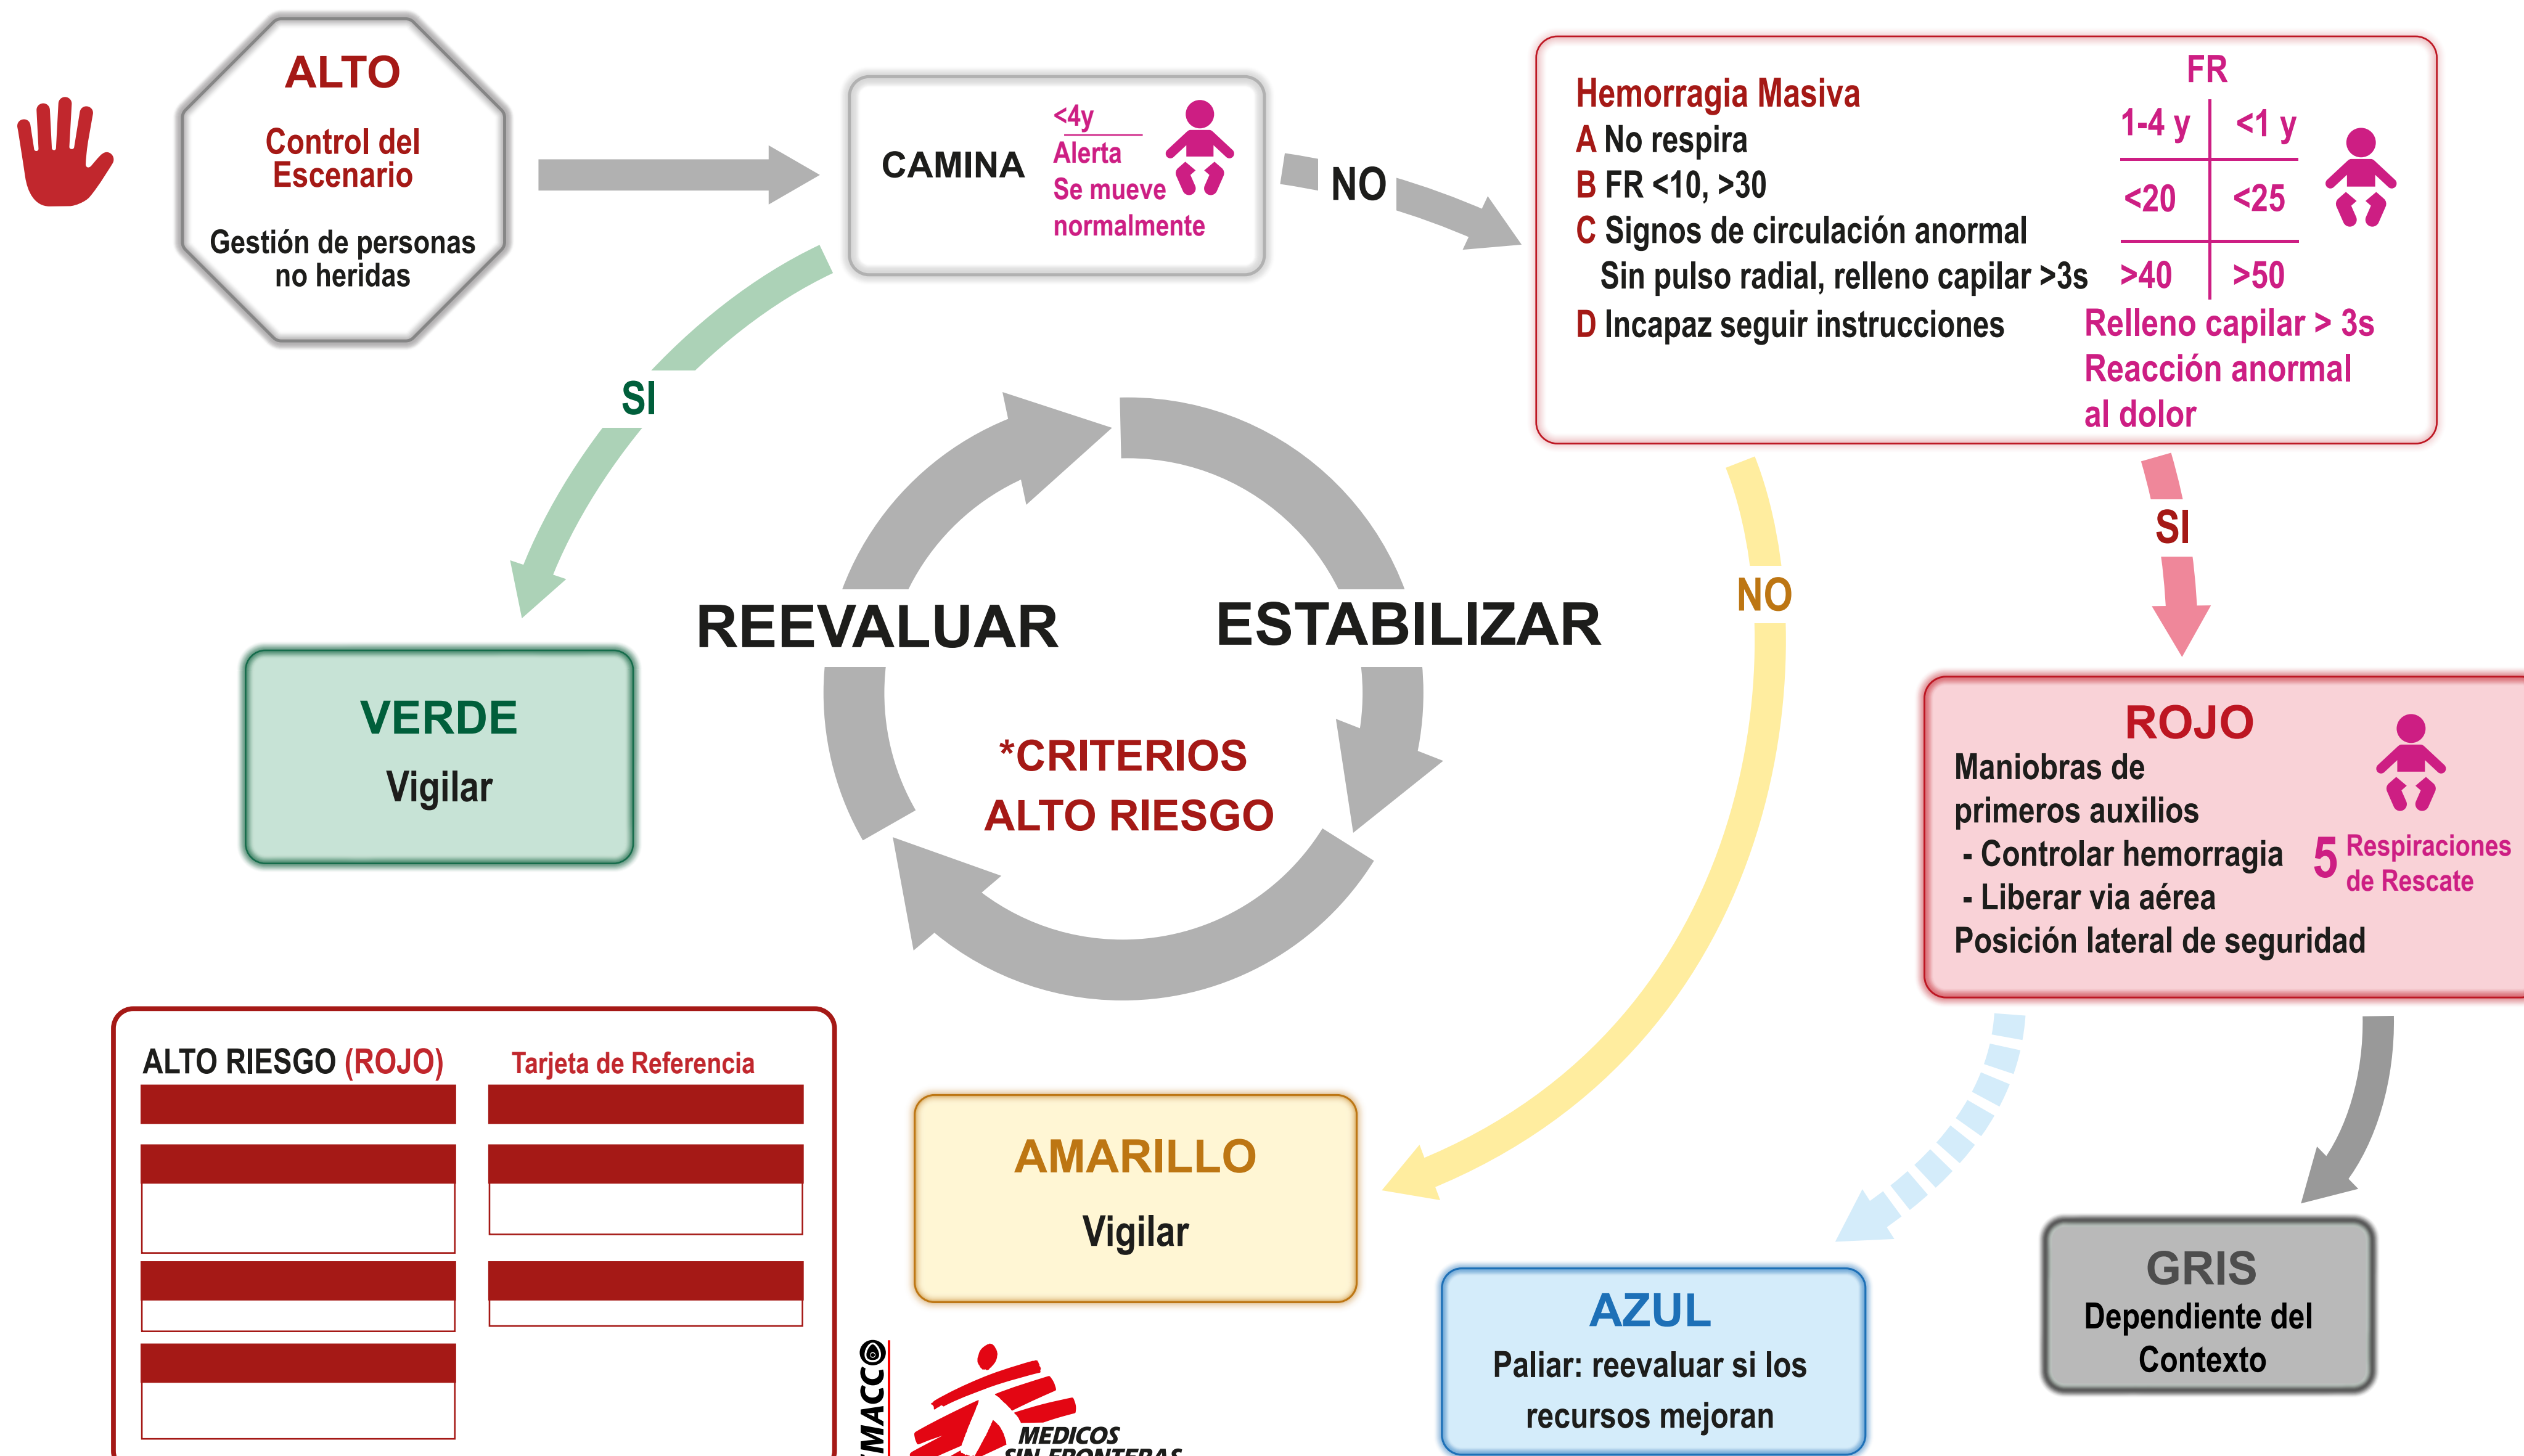 ALTO
Control del
Escenario
Gestión de personas
no heridas
CAMINA
<4y
Alerta
Se mueve
normalmente
NO
Hemorragia Masiva
A No respira
B FR <10, >30
C Signos de circulación anormal
Sin pulso radial, relleno capilar >3s
D Incapaz seguir instrucciones
FR
1-4 y <1 y
<20 <25
>40 >50
Relleno capilar > 3s
Reacción anormal
al dolor
SI
SI
NO
REEVALUAR
ESTABILIZAR
*CRITERIOS
ALTO RIESGO
VERDE
Vigilar
ROJO
Maniobras de
primeros auxilios
- Controlar hemorragia
- Liberar via aérea
Posición lateral de seguridad
5 Respiraciones
de Rescate
ALTO RIESGO (ROJO)
Tarjeta de Referencia
AMARILLO
Vigilar
AZUL
Paliar: reevaluar si los
recursos mejoran
GRIS
Dependiente del
Contexto
MEDICOS
SIN FRONTERAS